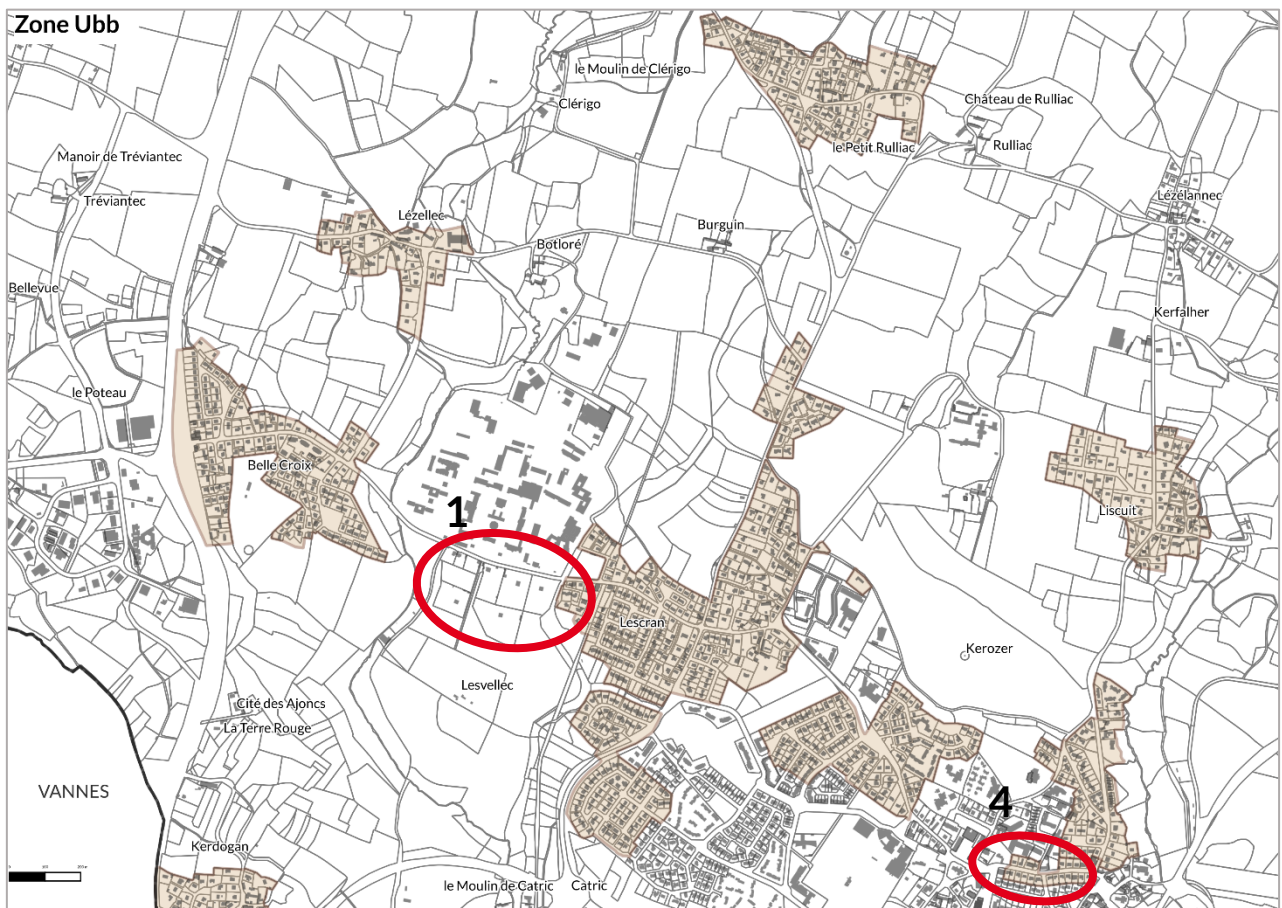 Zone Ubb
le Moulin de Clérigo
Clérigo
Château de Rulliac
le Petit Rulliac
Rulliac
Manoir de Tréviantec
Tréviantec
Lézélannec
Lézellec
Burguin
Botloré
Bellevue
Kerfalher
le Poteau
Belle Croix
Liscuit
1
Lescran
Kerozer
Lesvellec
Cité des Ajoncs
La Terre Rouge
VANNES
4
Kerdogan
le Moulin de Catric
Catric